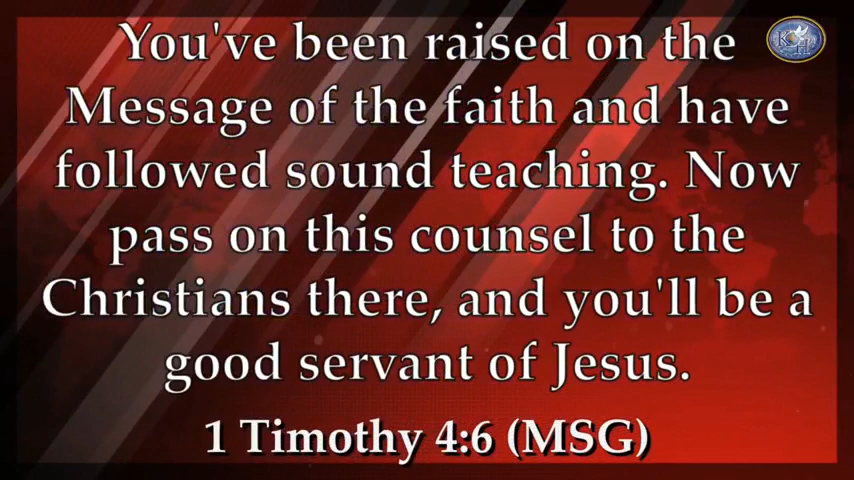 You've been raised on the
Message of the faith and have
followed sound teaching. Now
pass on this counsel to the
Christians there, and you'll be a
good servant of Jesus.
1 Timothy 4:6 (MSG)